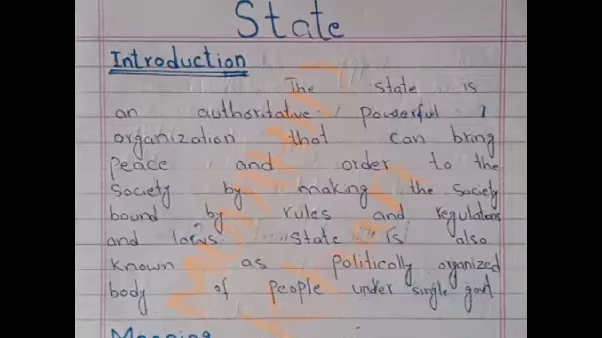 State
Introduction
The state is
an authoritative, powerful
organization that can bring
peace and order to the
society by making the society
bound by rules and regulations
and laws. "State" is also
known as politically organized
body of people under single govt
Meaning